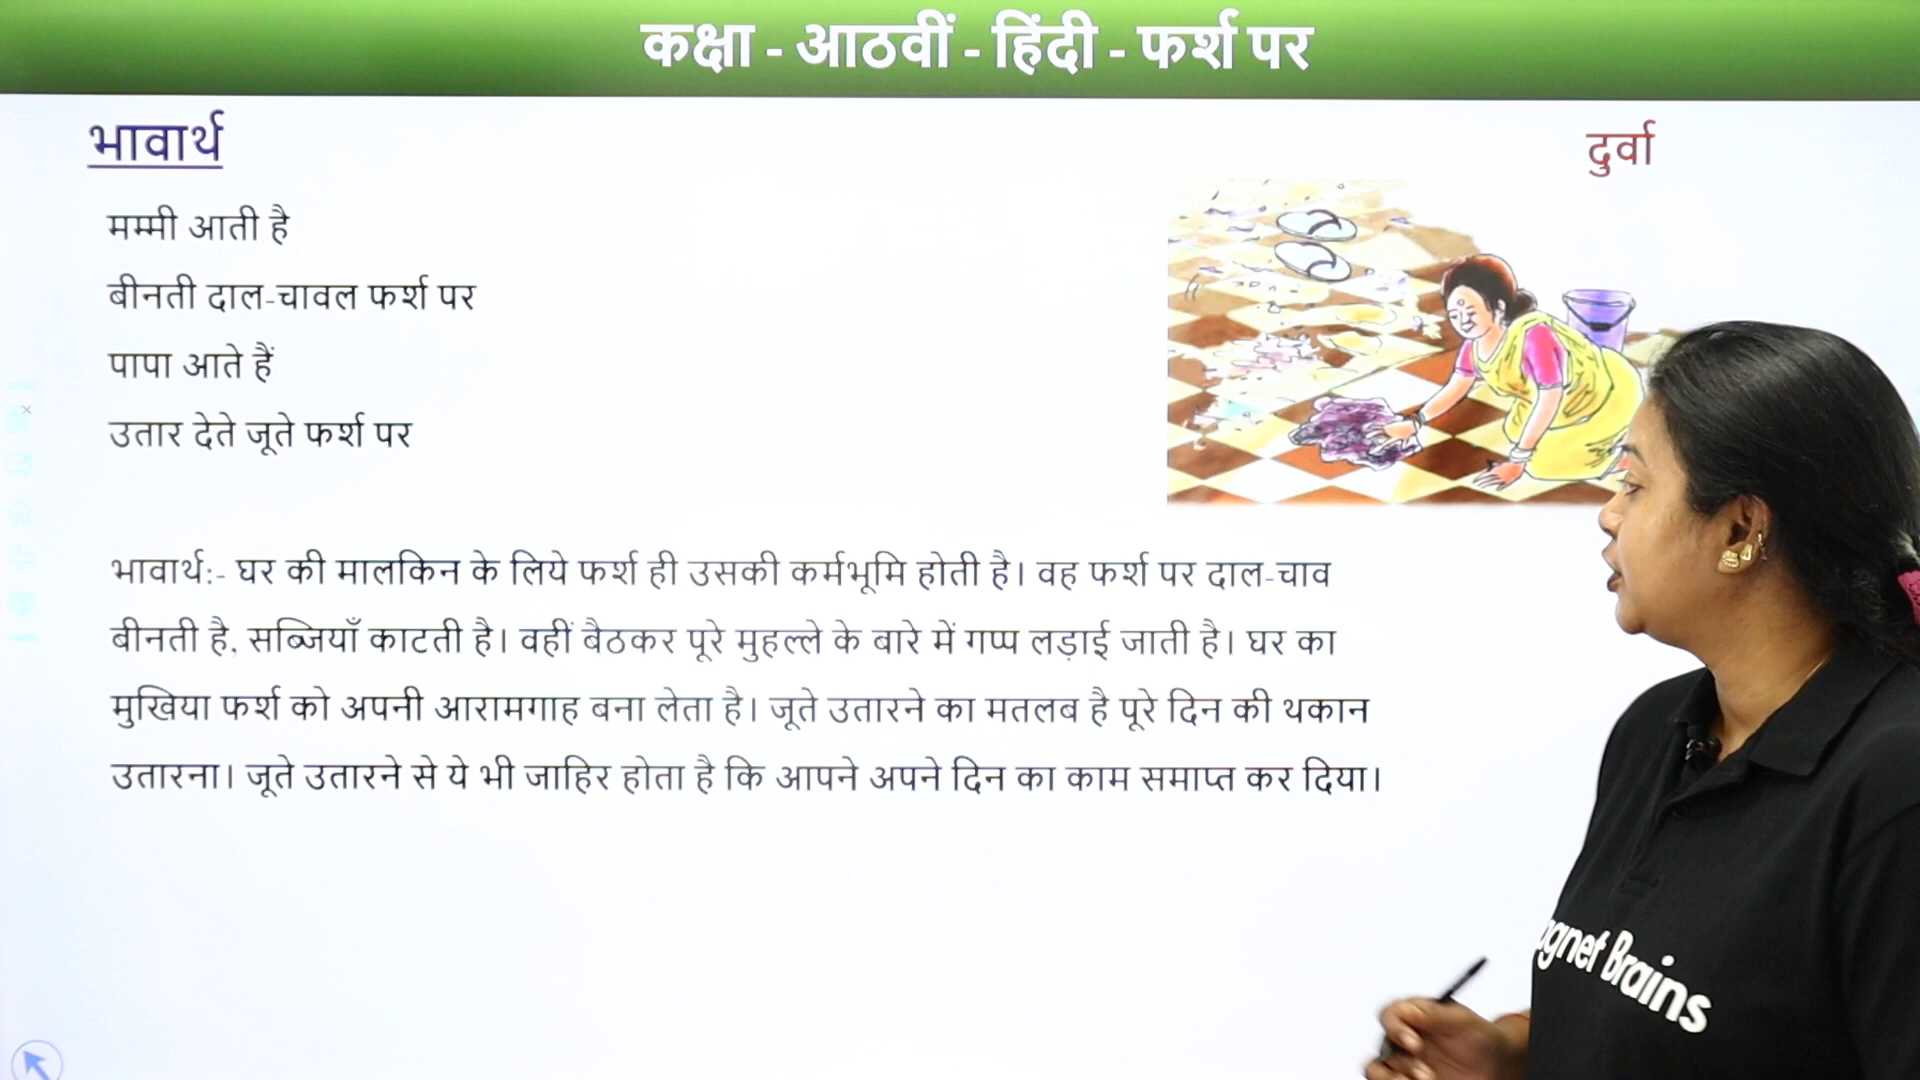 कक्षा - आठवीं - हिंदी - फर्श पर
भावार्थ
दुर्वा
मम्मी आती है
बीनती दाल-चावल फर्श पर
पापा आते हैं
उतार देते जूते फर्श पर
भावार्थ:- घर की मालकिन के लिये फर्श ही उसकी कर्मभूमि होती है। वह फर्श पर दाल-चाव
बीनती है, सब्जियाँ काटती है। वहीं बैठकर पूरे मुहल्ले के बारे में गप्प लड़ाई जाती है। घर का
मुखिया फर्श को अपनी आरामगाह बना लेता है। जूते उतारने का मतलब है पूरे दिन की थकान
उतारना। जूते उतारने से ये भी जाहिर होता है कि आपने अपने दिन का काम समाप्त कर दिया।
gnet Brains